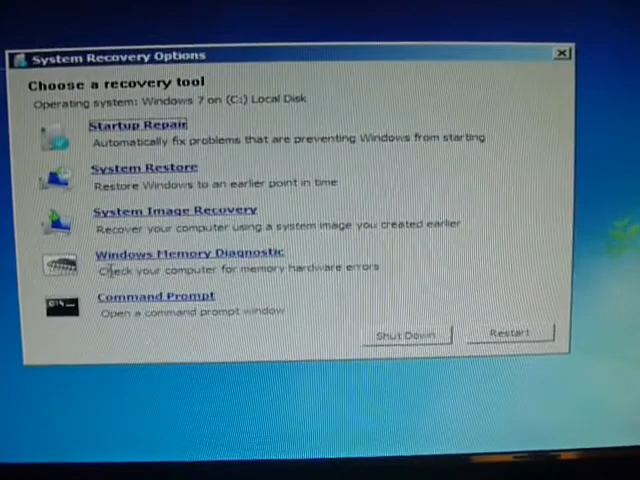 System Recovery Options
Choose a recovery tool
Operating system: Windows 7 on (C:) Local Disk
Startup Repair
Automatically fix problems that are preventing Windows from starting
System Restore
Restore Windows to an earlier point in time
System Image Recovery
Recover your computer using a system image you created earlier
Windows Memory Diagnostic
Check your computer for memory hardware errors
Command Prompt
Open a command prompt window
Shut Down Restart